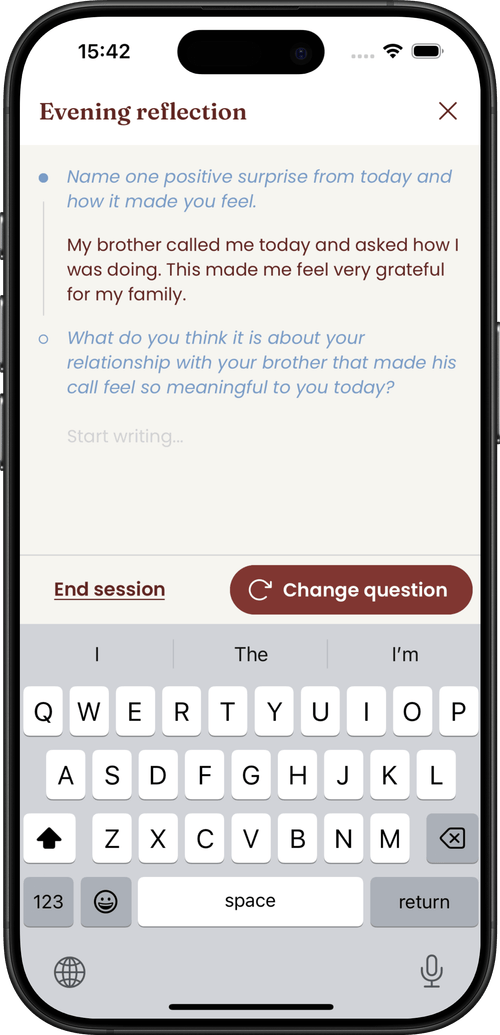 15:42
Evening reflection
Name one positive surprise from today and
how it made you feel.
My brother called me today and asked how I
was doing. This made me feel very grateful
for my family.
What do you think it is about your
relationship with your brother that made his
call feel so meaningful to you today?
Start writing...
End session
Change question
I The I'm
Q W E R T Y U I O P
A S D F G H J K L
Z X C V B N M
123 space return